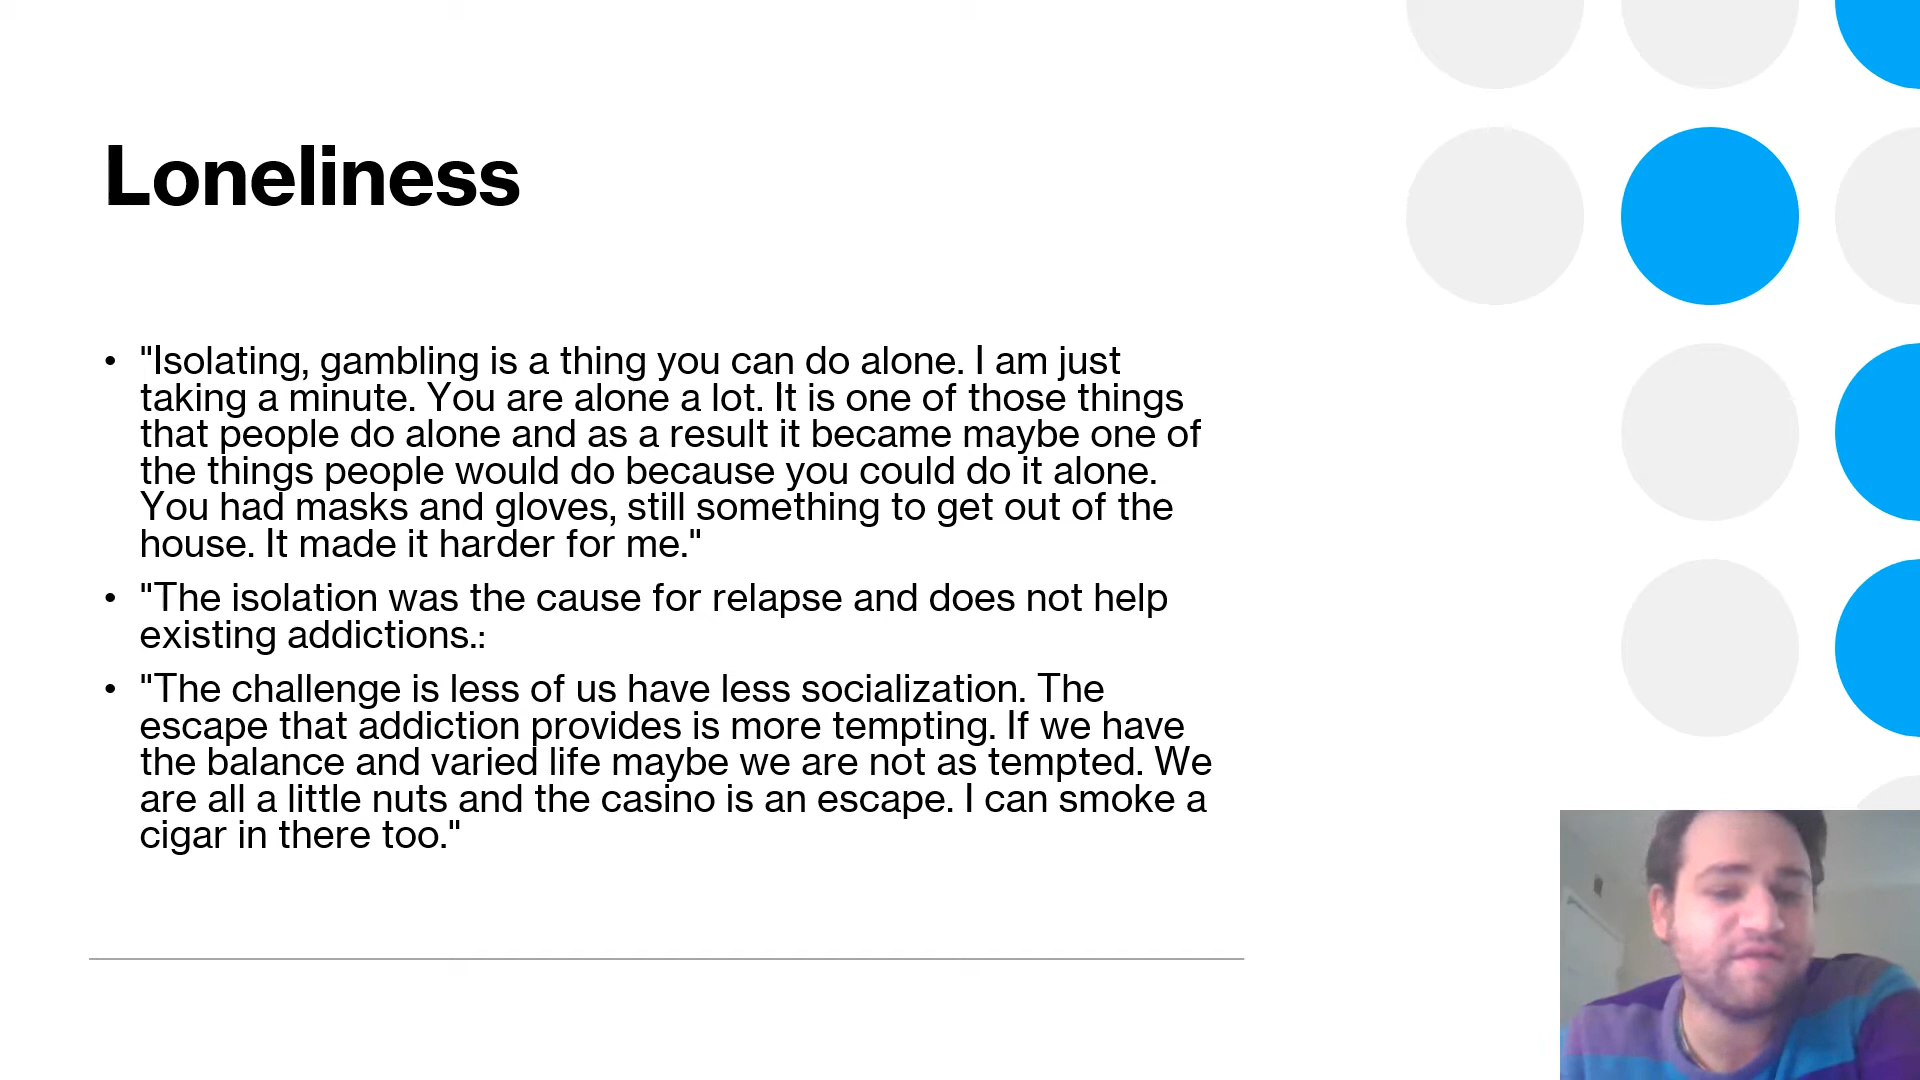 Loneliness
• "Isolating, gambling is a thing you can do alone. I am just
taking a minute. You are alone a lot. It is one of those things
that people do alone and as a result it became maybe one of
the things people would do because you could do it alone.
You had masks and gloves, still something to get out of the
house. It made it harder for me."
• "The isolation was the cause for relapse and does not help
existing addictions.:
• "The challenge is less of us have less socialization. The
escape that addiction provides is more tempting. If we have
the balance and varied life maybe we are not as tempted. We
are all a little nuts and the casino is an escape. I can smoke a
cigar in there too."